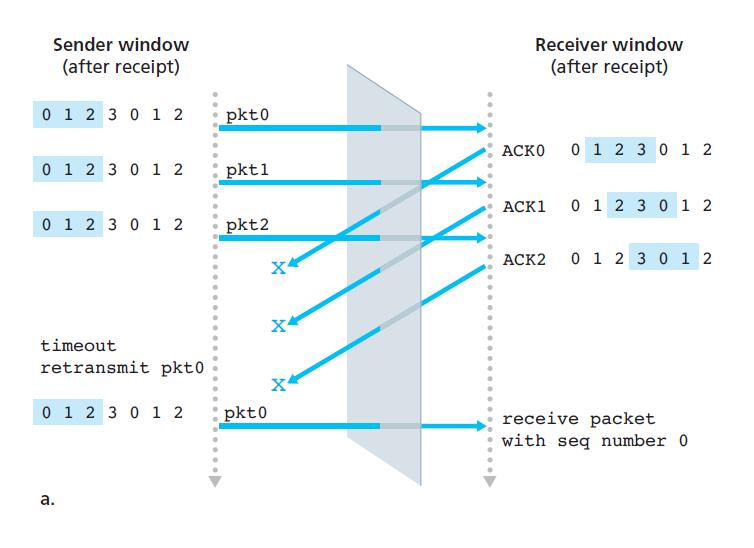 Sender window
(after receipt)
Receiver window
(after receipt)
0 1 2 3 0 1 2
pkt0
ACK0
0 1 2 3 0 1 2
0 1 2 3 0 1 2
pkt1
ACK1
0 1 2 3 0 1 2
0 1 2 3 0 1 2
pkt2
ACK2
0 1 2 3 0 1 2
x
x
timeout
retransmit pkt0
x
0 1 2 3 0 1 2
pkt0
receive packet
with seq number 0
a.